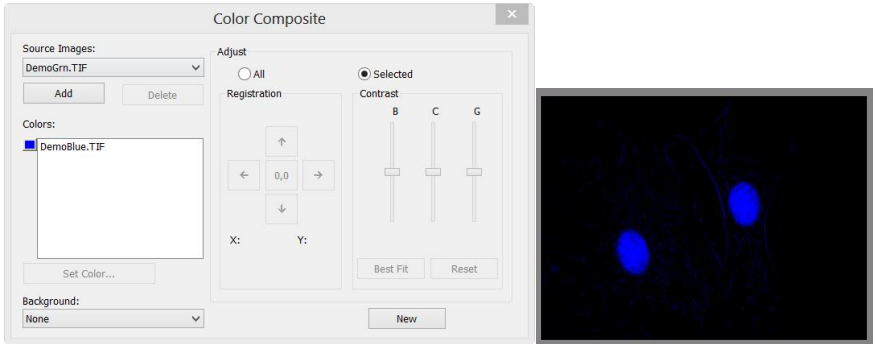 Color Composite
Source Images:
DemoGrn.TIF
Add
Delete
Colors:
DemoBlue.TIF
Set Color...
Background:
None
Adjust
All
Selected
Registration
0,0
X:
Y:
Contrast
B
C
G
Best Fit
Reset
New